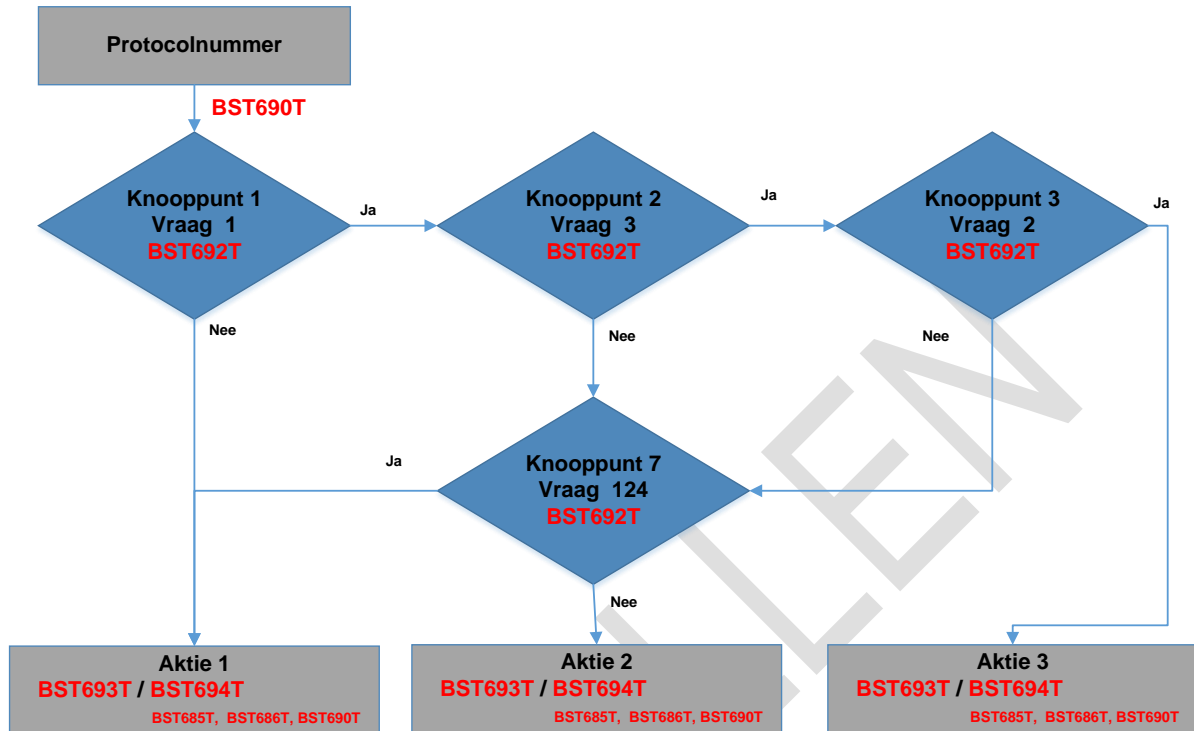 Protocolnummer
BST690T
Knooppunt 1
Vraag 1
BST692T
Ja
Knooppunt 2
Vraag 3
BST692T
Ja
Knooppunt 3
Vraag 2
BST692T
Ja
Nee
Nee
Nee
Ja
Knooppunt 7
Vraag 124
BST692T
Nee
Aktie 1
BST693T / BST694T
BST685T, BST686T, BST690T
Aktie 2
BST693T / BST694T
BST685T, BST686T, BST690T
Aktie 3
BST693T / BST694T
BST685T, BST686T, BST690T